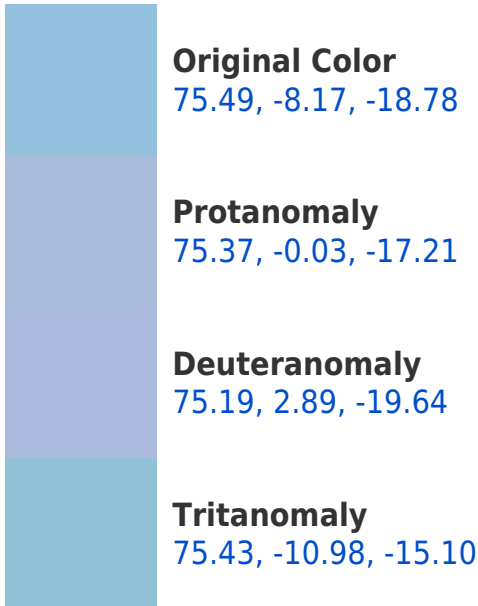 Original Color
75.49, -8.17, -18.78
Protanomaly
75.37, -0.03, -17.21
Deuteranomaly
75.19, 2.89, -19.64
Tritanomaly
75.43, -10.98, -15.10